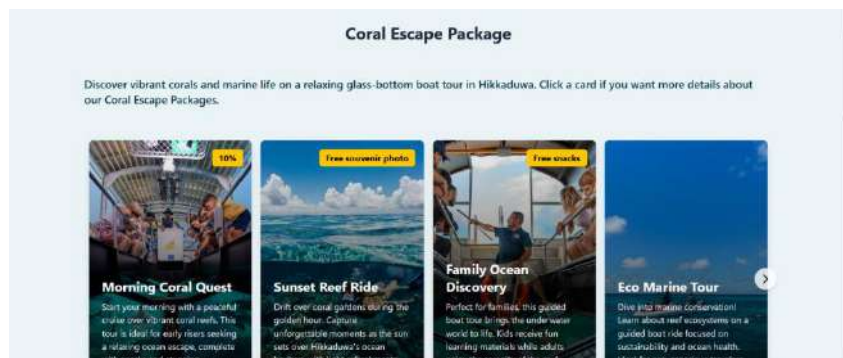 Coral Escape Package
Discover vibrant corals and marine life on a relaxing glass-bottom boat tour in Hikkaduwa. Click a card if you want more details about
our Coral Escape Packages.
10%
Morning Coral Quest
Start your morning with a peaceful
cruise over vibrant coral reefs. This
tour is ideal for early risers seeking
a relaxing ocean escape, complete
Free souvenir photo
Sunset Reef Ride
Drift over coral gardens during the
golden hour. Capture
unforgettable moments as the sun
sets over Hikkaduwa's ocean
Free snacks
Family Ocean
Discovery
Perfect for families, this guided
boat tour brings the underwater
world to life. Kids receive fun
learning materials while adults
Eco Marine Tour
Dive into marine conservation!
Learn about reef ecosystems on a
guided boat ride focused on
sustainability and ocean health.